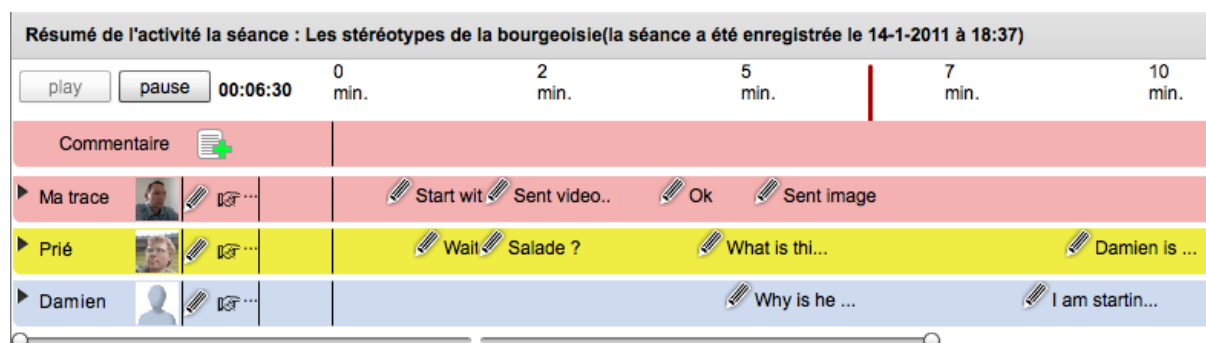 Résumé de l'activité la séance : Les stéréotypes de la bourgeoisie(la séance a été enregistrée le 14-1-2011 à 18:37)
play pause 00:06:30 0 min. 2 min. 5 min. 7 min. 10 min.
Commentaire
Ma trace ... Start wit Sent video.. Ok Sent image
Prié ... Wait Salade ? What is thi... Damien is ...
Damien ... Why is he ... I am startin...